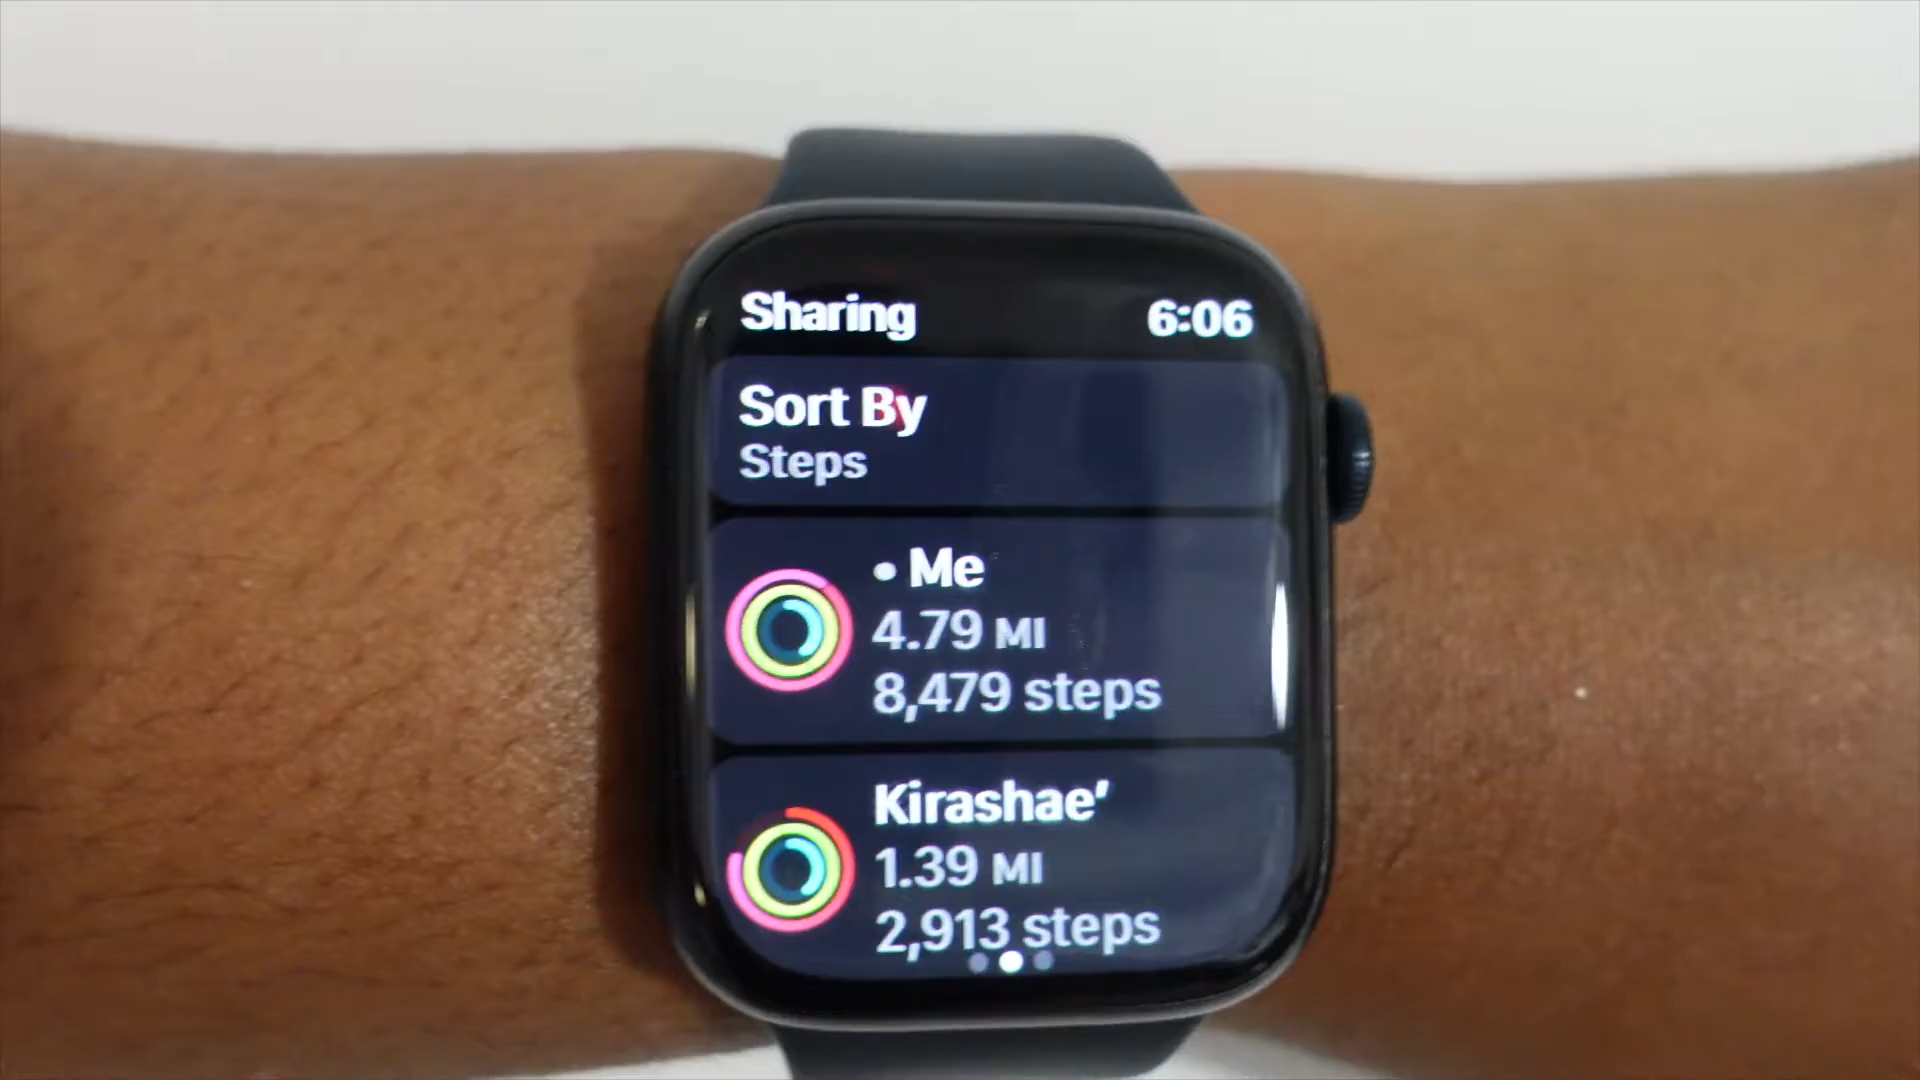 Sharing 6:06
Sort By
Steps
• Me
4.79 MI
8,479 steps
Kirashae’
1.39 MI
2,913 steps